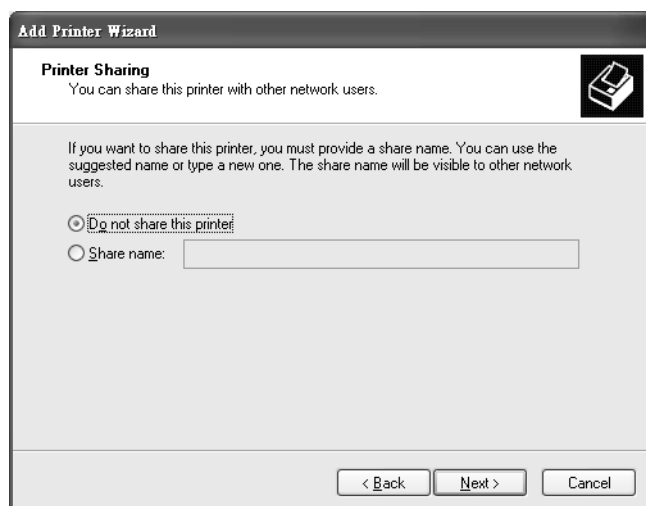 Add Printer Wizard
Printer Sharing
You can share this printer with other network users.
If you want to share this printer, you must provide a share name. You can use the
suggested name or type a new one. The share name will be visible to other network
users.
Do not share this printer
Share name:
< Back Next > Cancel